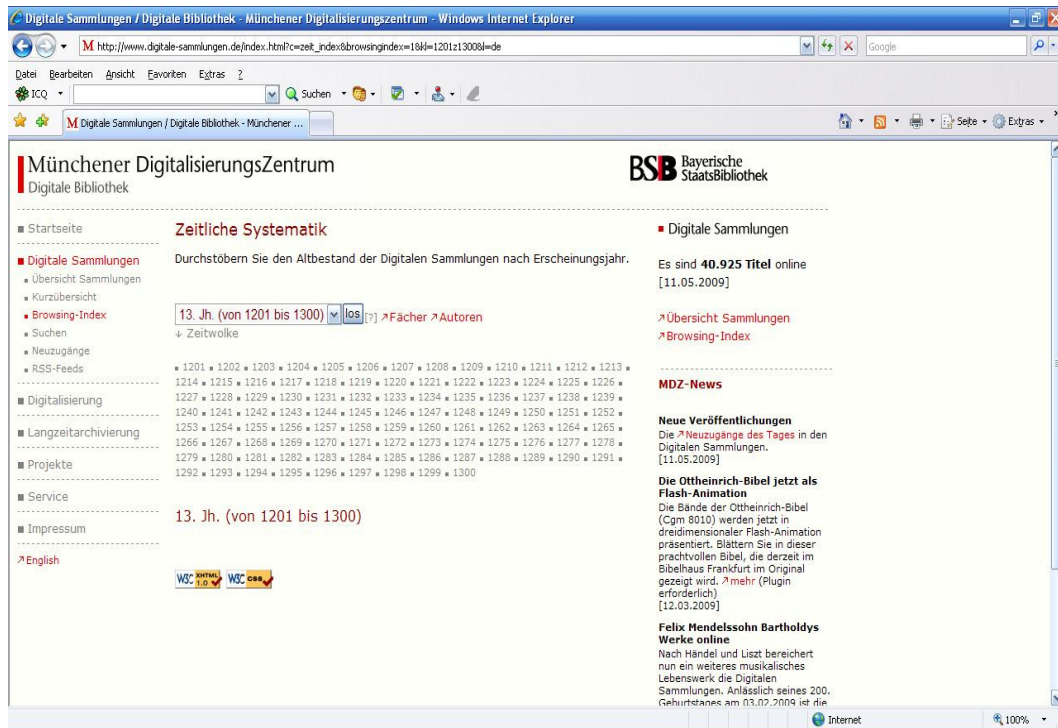 Digitale Sammlungen / Digitale Bibliothek - Münchener Digitalisierungszentrum - Windows Internet Explorer
http://www.digitale-sammlungen.de/index.html?c=zeit_index&browsingindex=1&kl=1201z1300&l=de
Google
Datei Bearbeiten Ansicht Favoriten Extras ?
ICQ Suchen
Digitale Sammlungen / Digitale Bibliothek - Münchener ...
Seite Extras
Münchener DigitalisierungsZentrum
Digitale Bibliothek
BSB Bayerische
StaatsBibliothek
Startseite
Digitale Sammlungen
Übersicht Sammlungen
Kurzübersicht
Browsing-Index
Suchen
Neuzugänge
RSS-Feeds
Digitalisierung
Langzeitarchivierung
Projekte
Service
Impressum
English
Zeitliche Systematik
Durchstöbern Sie den Altbestand der Digitalen Sammlungen nach Erscheinungsjahr.
13. Jh. (von 1201 bis 1300) los [?] Fächer Autoren
Zeitwolke
1201 1202 1203 1204 1205 1206 1207 1208 1209 1210 1211 1212 1213
1214 1215 1216 1217 1218 1219 1220 1221 1222 1223 1224 1225 1226
1227 1228 1229 1230 1231 1232 1233 1234 1235 1236 1237 1238 1239
1240 1241 1242 1243 1244 1245 1246 1247 1248 1249 1250 1251 1252
1253 1254 1255 1256 1257 1258 1259 1260 1261 1262 1263 1264 1265
1266 1267 1268 1269 1270 1271 1272 1273 1274 1275 1276 1277 1278
1279 1280 1281 1282 1283 1284 1285 1286 1287 1288 1289 1290 1291
1292 1293 1294 1295 1296 1297 1298 1299 1300
13. Jh. (von 1201 bis 1300)
W3C XHTML 1.0 W3C css
Digitale Sammlungen
Es sind 40.925 Titel online
[11.05.2009]
Übersicht Sammlungen
Browsing-Index
MDZ-News
Neue Veröffentlichungen
Die Neuzugänge des Tages in den
Digitalen Sammlungen.
[11.05.2009]
Die Ottheinrich-Bibel jetzt als
Flash-Animation
Die Bände der Ottheinrich-Bibel
(Cgm 8010) werden jetzt in
dreidimensionaler Flash-Animation
präsentiert. Blättern Sie in dieser
prachtvollen Bibel, die derzeit im
Bibelhaus Frankfurt im Original
gezeigt wird. mehr (Plugin
erforderlich)
[12.03.2009]
Felix Mendelssohn Bartholdys
Werke online
Nach Händel und Liszt bereichert
nun ein weiteres musikalisches
Lebenswerk die Digitalen
Sammlungen. Anlässlich seines 200.
Geburtstages am 03.02.2009 ist die
Internet 100%